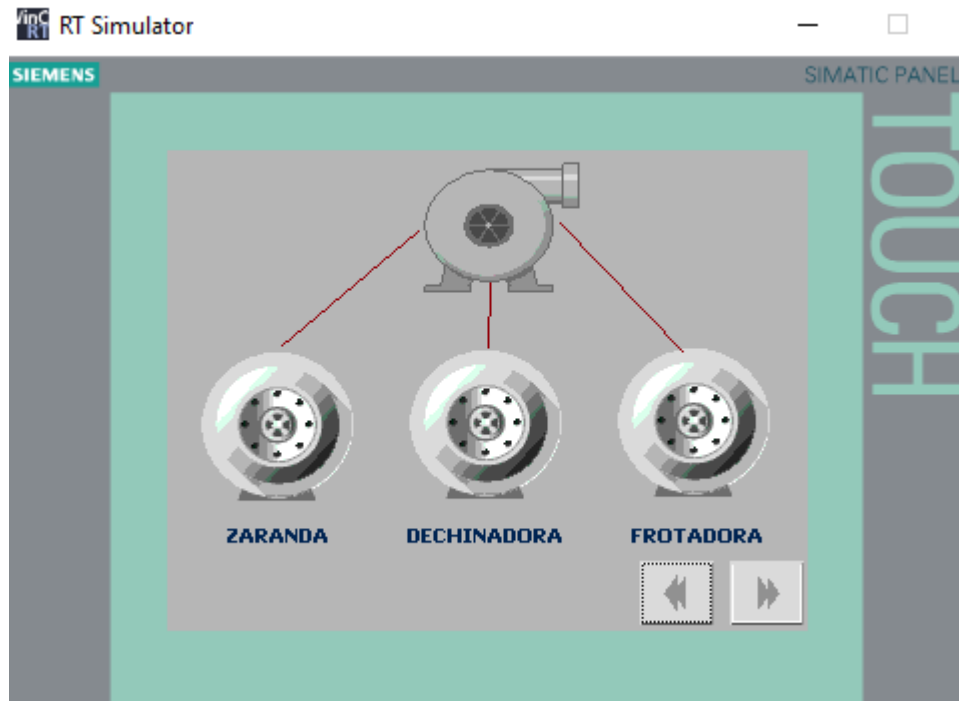 RT Simulator
SIEMENS
SIMATIC PANEL
TOUCH
ZARANDA
DECHINADORA
FROTADORA